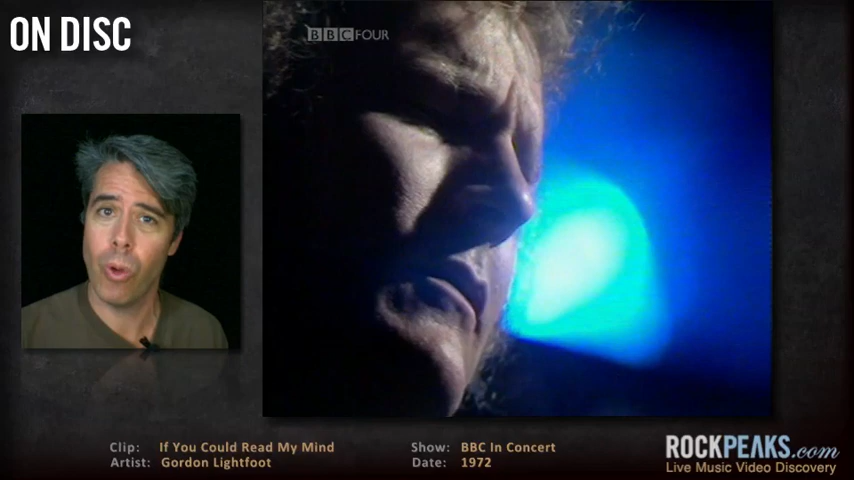 ON DISC
BBC FOUR
Clip: If You Could Read My Mind
Artist: Gordon Lightfoot
Show: BBC In Concert
Date: 1972
ROCKPEAKS.com
Live Music Video Discovery